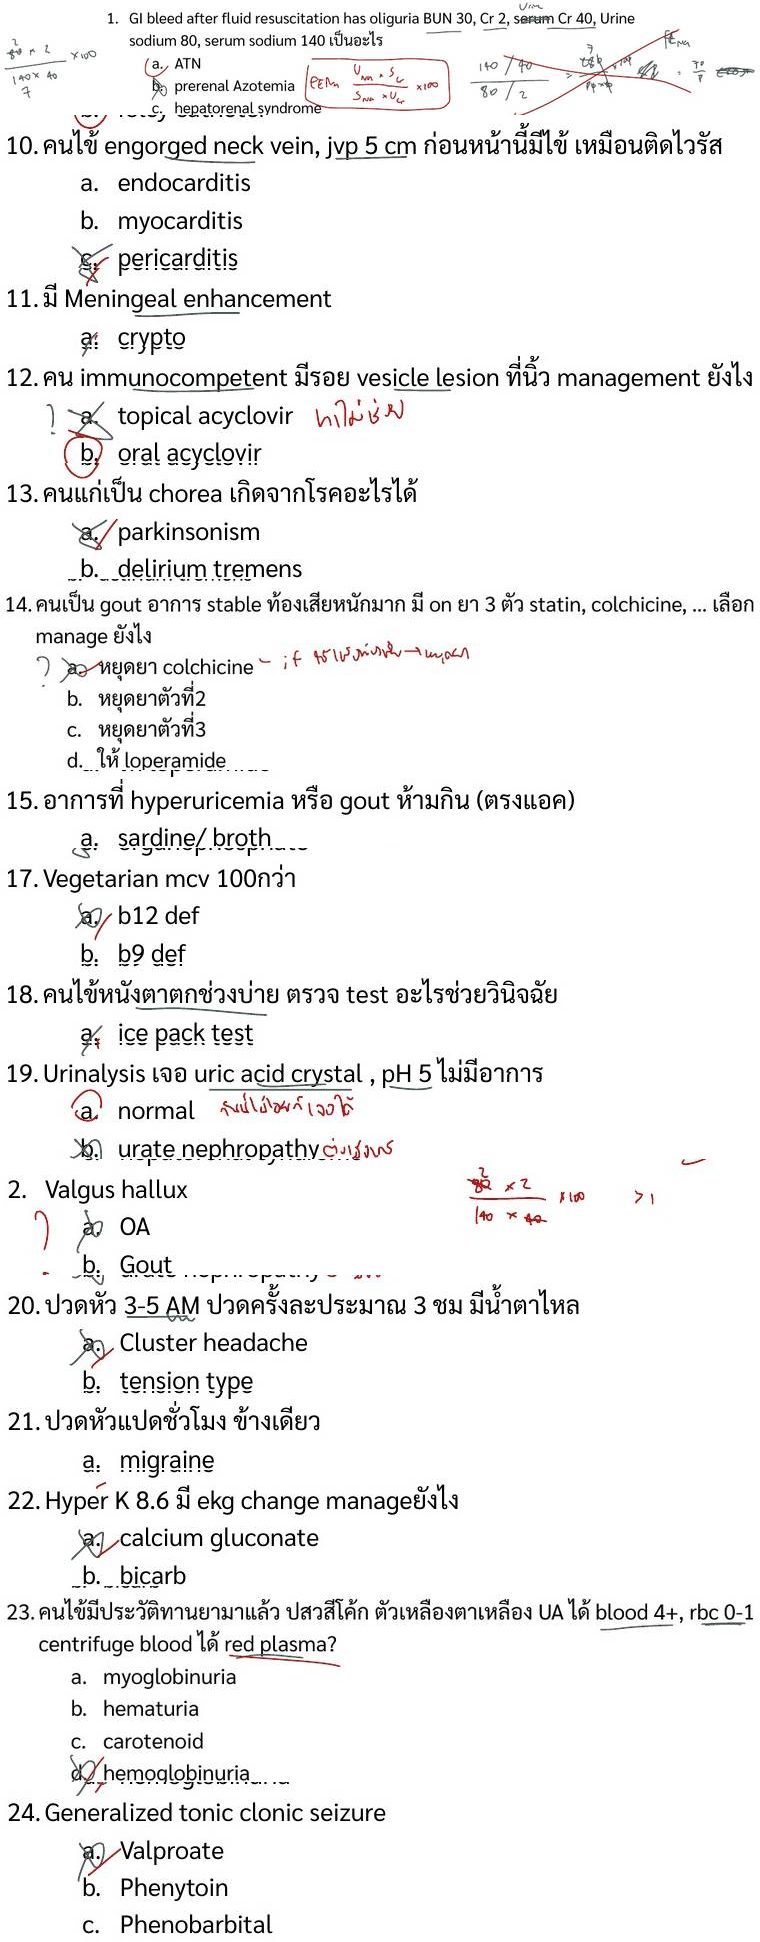 1. GI bleed after fluid resuscitation has oliguria BUN 30, Cr 2, serum Cr 40, Urine
sodium 80, serum sodium 140 เป็นอะไร
a. ATN
b. prerenal Azotemia
c. hepatorenal syndrome
10. คนไข้ engorged neck vein, jvp 5 cm ก่อนหน้านี้มีไข้ เหมือนติดไวรัส
a. endocarditis
b. myocarditis
c. pericarditis
11. มี Meningeal enhancement
a. crypto
12. คน immunocompetent มีรอย vesicle lesion ที่นิ้ว management ยังไง
? a. topical acyclovir ทาไม่ช่วย
b. oral acyclovir
13. คนแก่เป็น chorea เกิดจากโรคอะไรได้
a. parkinsonism
b. delirium tremens
14. คนเป็น gout อาการ stable ท้องเสียหนักมาก มี on ยา 3 ตัว statin, colchicine, ... เลือก
manage ยังไง
? a. หยุดยา colchicine
b. หยุดยาตัวที่2
c. หยุดยาตัวที่3
d. ให้ loperamide
15. อาการที่ hyperuricemia หรือ gout ห้ามกิน (ตรงแอค)
a. sardine/ broth
17. Vegetarian mcv 100กว่า
a. b12 def
b. b9 def
18. คนไข้หนังตาตกช่วงบ่าย ตรวจ test อะไรช่วยวินิจฉัย
a. ice pack test
19. Urinalysis เจอ uric acid crystal , pH 5 ไม่มีอาการ
a. normal
b. urate nephropathy
2. Valgus hallux
80 × 2 / 140 × 40 × 100 > 1
? a. OA
b. Gout
20. ปวดหัว 3-5 AM ปวดครั้งละประมาณ 3 ชม มีน้ำตาไหล
a. Cluster headache
b. tension type
21. ปวดหัวแปดชั่วโมง ข้างเดียว
a. migraine
22. Hyper K 8.6 มี ekg change manageยังไง
a. calcium gluconate
b. bicarb
23. คนไข้มีประวัติทานยามาแล้ว ปสวสีโค้ก ตัวเหลืองตาเหลือง UA ได้ blood 4+, rbc 0-1
centrifuge blood ได้ red plasma?
a. myoglobinuria
b. hematuria
c. carotenoid
d. hemoglobinuria
24. Generalized tonic clonic seizure
a. Valproate
b. Phenytoin
c. Phenobarbital